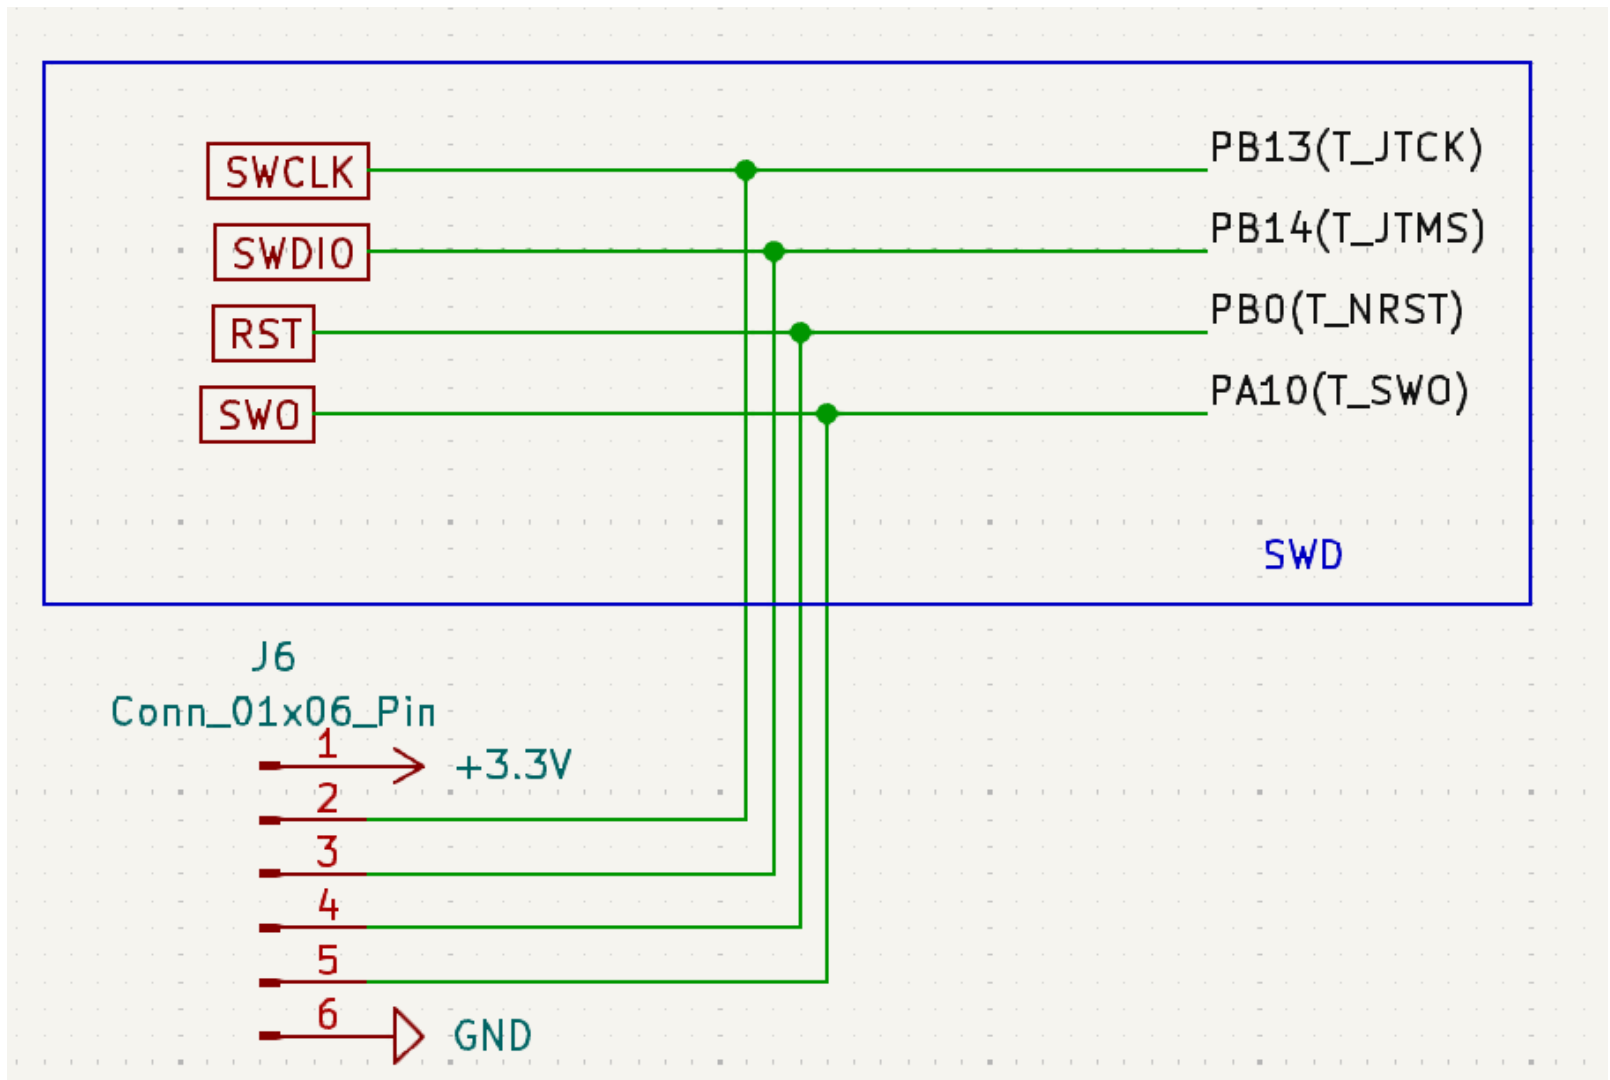 SWCLK PB13(T_JTCK)
SWDIO PB14(T_JTMS)
RST PB0(T_NRST)
SWO PA10(T_SWO)
SWD
J6
Conn_01x06_Pin
1 +3.3V
2
3
4
5
6 GND